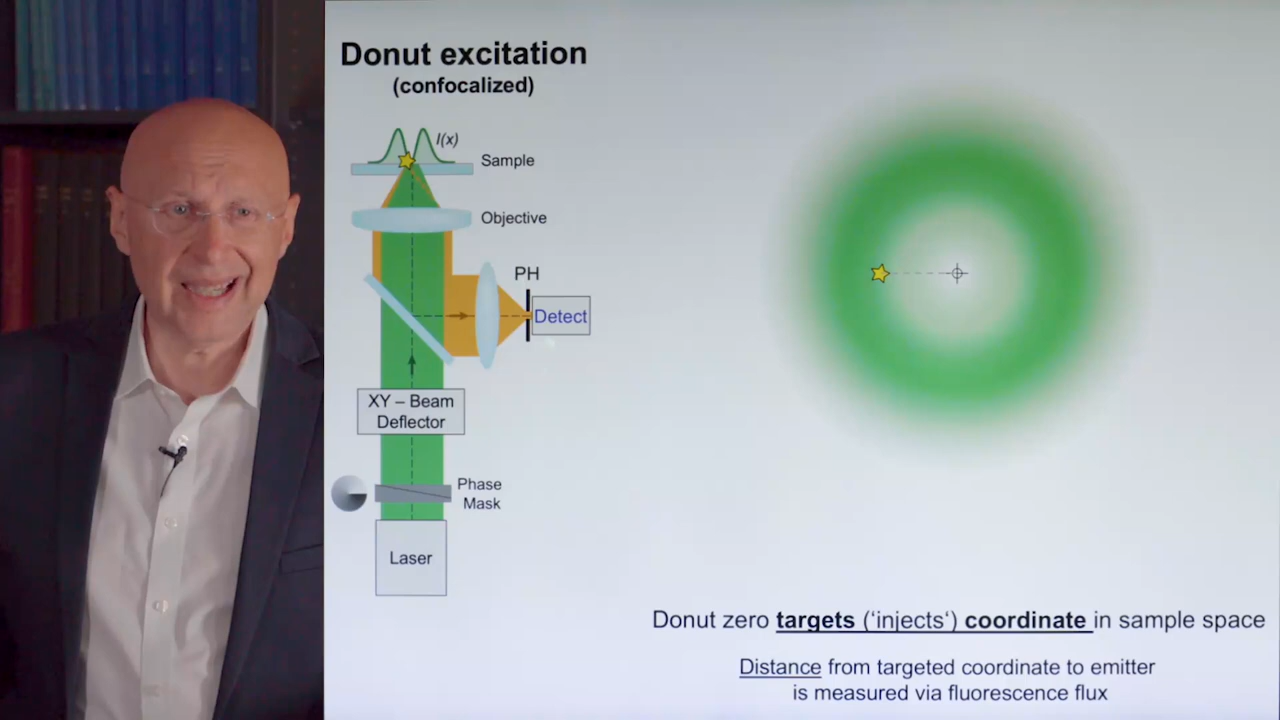 Donut excitation
(confocalized)
I(x)
Sample
Objective
PH
Detect
XY – Beam
Deflector
Phase
Mask
Laser
Donut zero targets (‘injects‘) coordinate in sample space
Distance from targeted coordinate to emitter
is measured via fluorescence flux